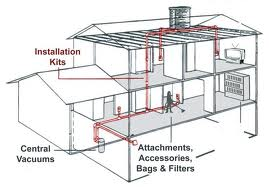 Installation
Kits
Central
Vacuums
Attachments,
Accessories,
Bags & Filters